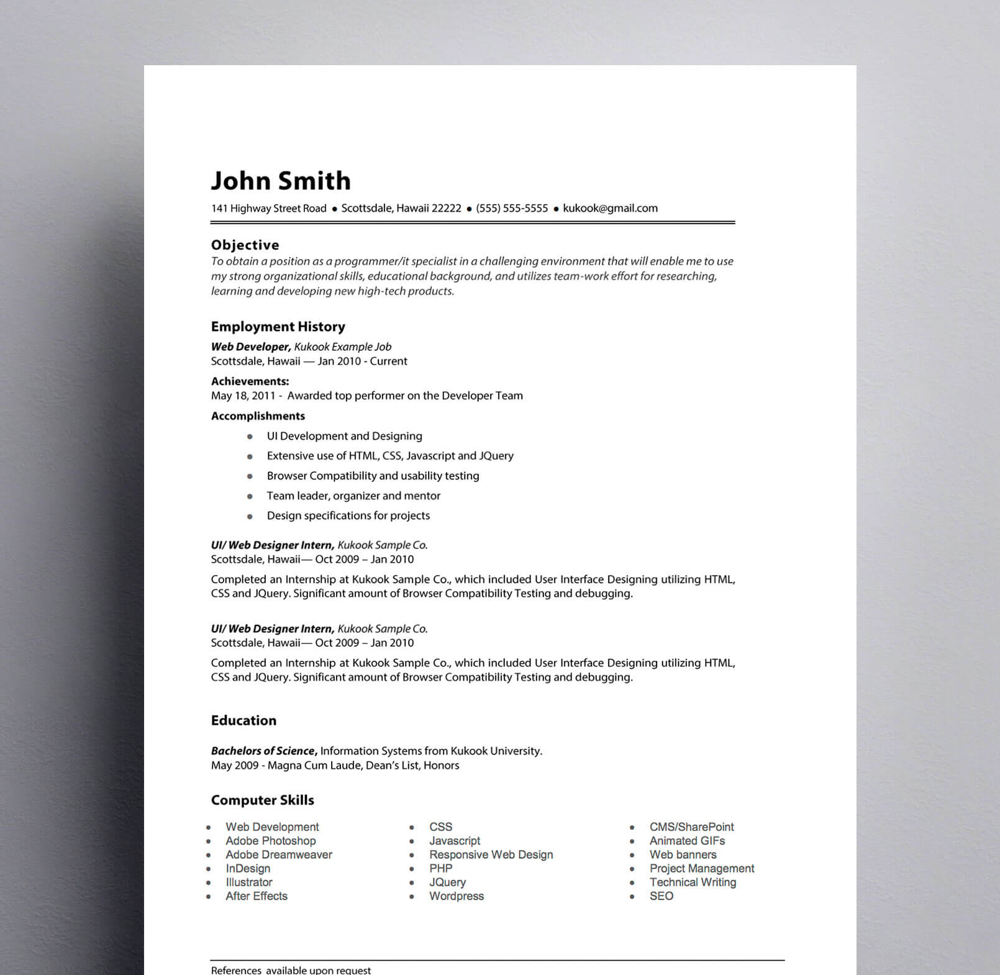 John Smith
141 Highway Street Road ● Scottsdale, Hawaii 22222 ● (555) 555-5555 ● kukook@gmail.com
Objective
To obtain a position as a programmer/it specialist in a challenging environment that will enable me to use
my strong organizational skills, educational background, and utilizes team-work effort for researching,
learning and developing new high-tech products.
Employment History
Web Developer, Kukook Example Job
Scottsdale, Hawaii — Jan 2010 - Current
Achievements:
May 18, 2011 - Awarded top performer on the Developer Team
Accomplishments
● UI Development and Designing
● Extensive use of HTML, CSS, Javascript and JQuery
● Browser Compatibility and usability testing
● Team leader, organizer and mentor
● Design specifications for projects
UI/ Web Designer Intern, Kukook Sample Co.
Scottsdale, Hawaii— Oct 2009 – Jan 2010
Completed an Internship at Kukook Sample Co., which included User Interface Designing utilizing HTML,
CSS and JQuery. Significant amount of Browser Compatibility Testing and debugging.
UI/ Web Designer Intern, Kukook Sample Co.
Scottsdale, Hawaii— Oct 2009 – Jan 2010
Completed an Internship at Kukook Sample Co., which included User Interface Designing utilizing HTML,
CSS and JQuery. Significant amount of Browser Compatibility Testing and debugging.
Education
Bachelors of Science, Information Systems from Kukook University.
May 2009 - Magna Cum Laude, Dean’s List, Honors
Computer Skills
● Web Development
● Adobe Photoshop
● Adobe Dreamweaver
● InDesign
● Illustrator
● After Effects
● CSS
● Javascript
● Responsive Web Design
● PHP
● JQuery
● Wordpress
● CMS/SharePoint
● Animated GIFs
● Web banners
● Project Management
● Technical Writing
● SEO
References available upon request